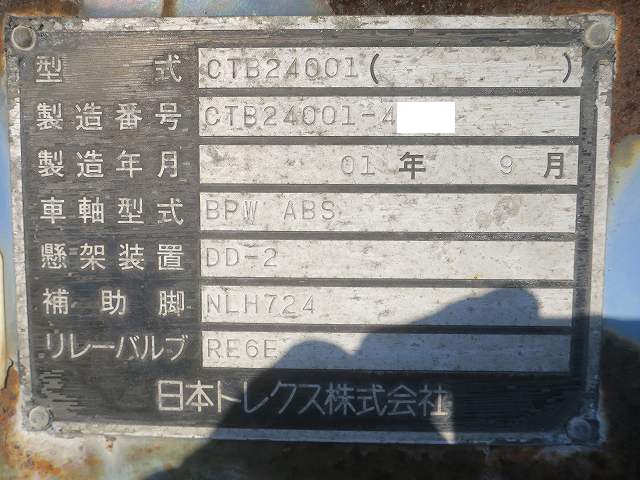 型式 CTB24001( )
製造番号 CTB24001-4
製造年月 01年 9月
車軸型式 BPW ABS
懸架装置 DD-2
補助脚 NLH724
リレーバルブ RE6E
日本トレクス株式会社